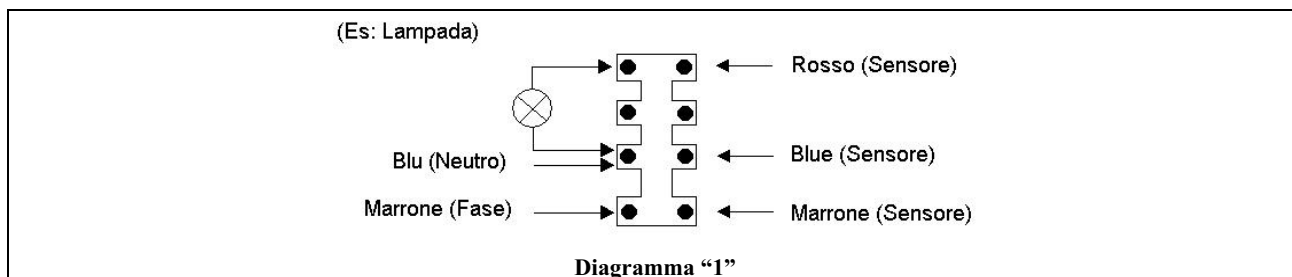 (Es: Lampada)
Rosso (Sensore)
Blu (Neutro)
Blue (Sensore)
Marrone (Fase)
Marrone (Sensore)
Diagramma “1”